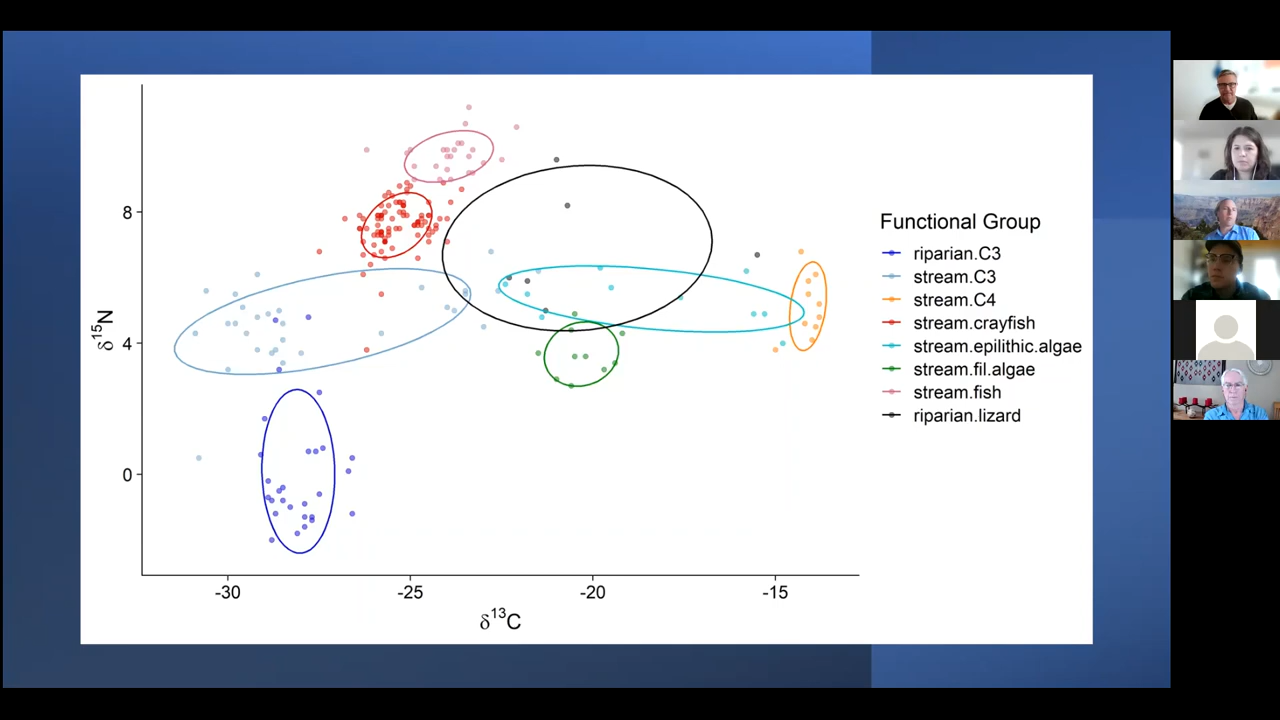 8
4
0
δ15N
-30 -25 -20 -15
δ13C
Functional Group
riparian.C3
stream.C3
stream.C4
stream.crayfish
stream.epilithic.algae
stream.fil.algae
stream.fish
riparian.lizard